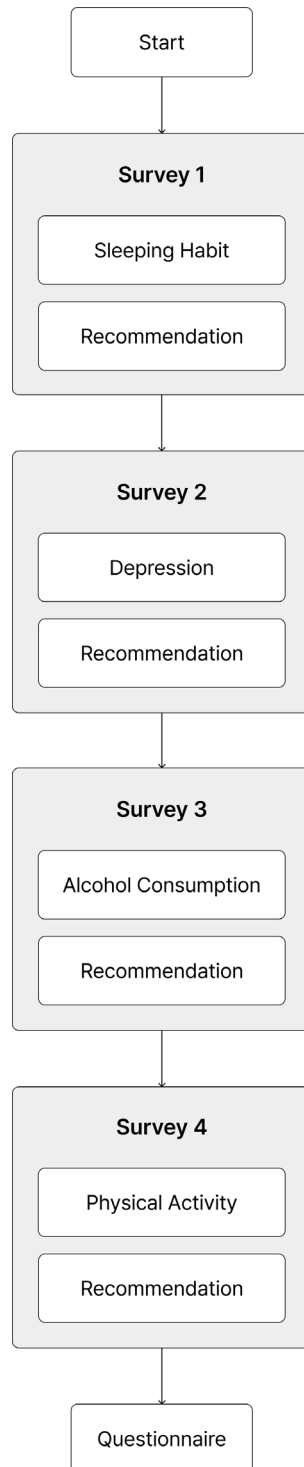 Start
Survey 1
Sleeping Habit
Recommendation
Survey 2
Depression
Recommendation
Survey 3
Alcohol Consumption
Recommendation
Survey 4
Physical Activity
Recommendation
Questionnaire